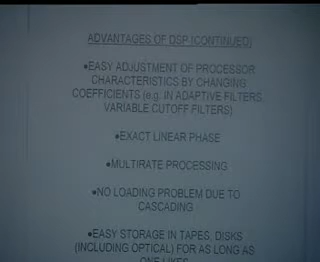 ADVANTAGES OF DSP (CONTINUED)
•EASY ADJUSTMENT OF PROCESSOR
CHARACTERISTICS BY CHANGING
COEFFICIENTS (e.g. IN ADAPTIVE FILTERS,
VARIABLE CUTOFF FILTERS)
•EXACT LINEAR PHASE
•MULTIRATE PROCESSING
•NO LOADING PROBLEM DUE TO
CASCADING
•EASY STORAGE IN TAPES, DISKS
(INCLUDING OPTICAL) FOR AS LONG AS
ONE LIKES